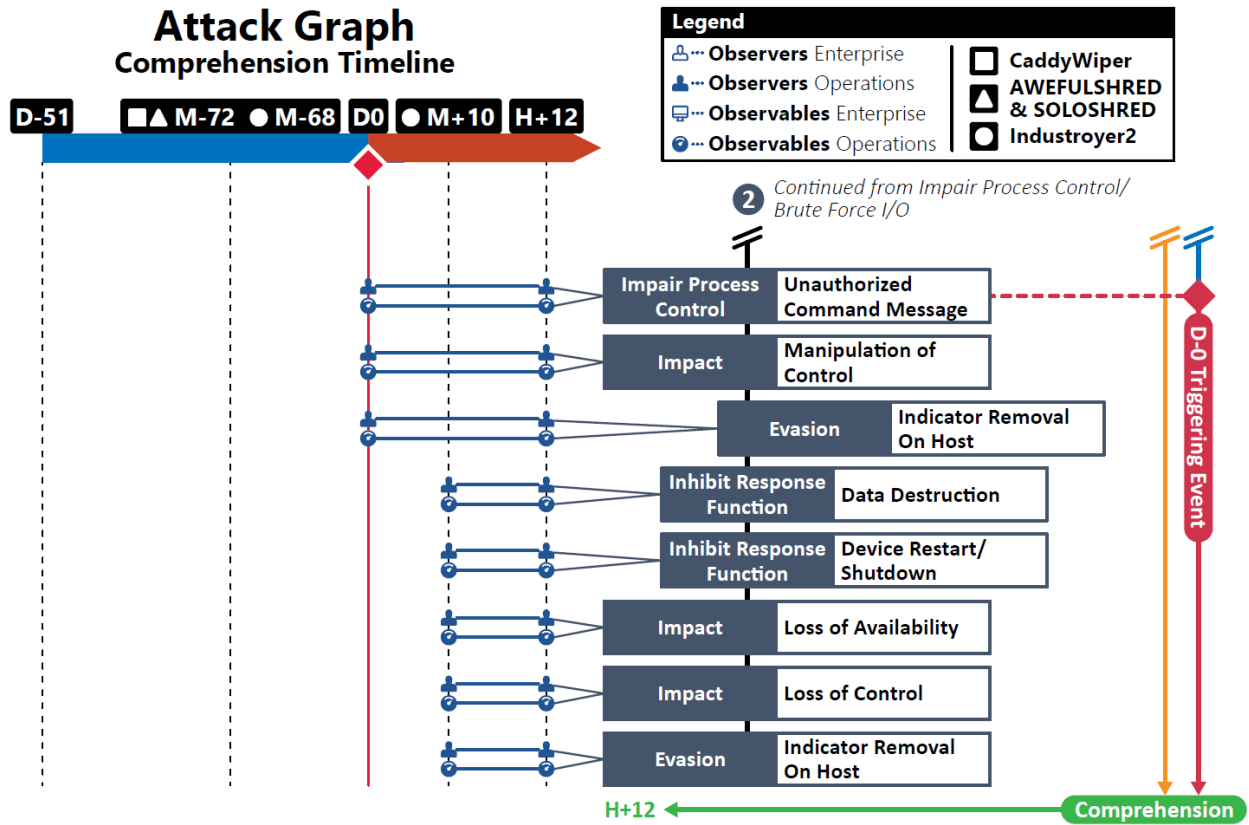 Attack Graph
Comprehension Timeline
D-51
M-72
M-68
D0
M+10
H+12
Legend
Observers Enterprise
Observers Operations
Observables Enterprise
Observables Operations
CaddyWiper
AWEFULSHRED
& SOLOSHRED
Industroyer2
2
Continued from Impair Process Control/
Brute Force I/O
Impair Process
Control
Unauthorized
Command Message
Impact
Manipulation of
Control
Evasion
Indicator Removal
On Host
Inhibit Response
Function
Data Destruction
Inhibit Response
Function
Device Restart/
Shutdown
Impact
Loss of Availability
Impact
Loss of Control
Evasion
Indicator Removal
On Host
D-0 Triggering Event
H+12
Comprehension